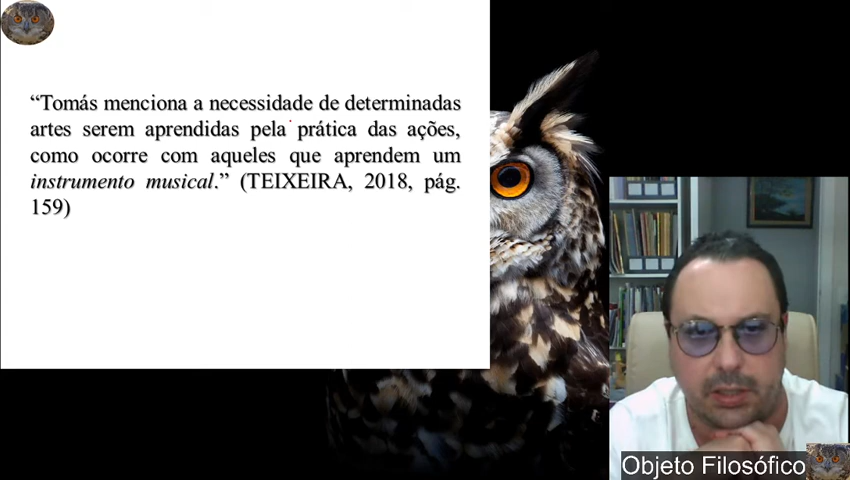 “Tomás menciona a necessidade de determinadas
artes serem aprendidas pela prática das ações,
como ocorre com aqueles que aprendem um
instrumento musical.” (TEIXEIRA, 2018, pág.
159)
Objeto Filosófico